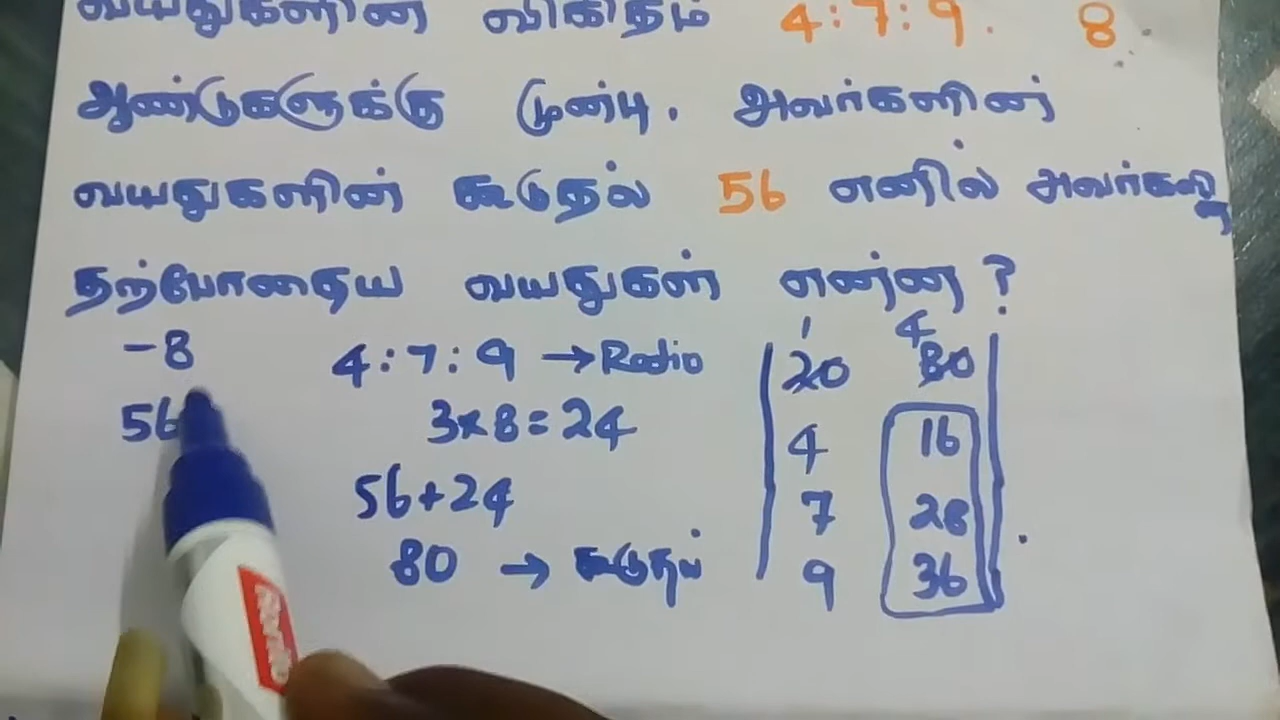 வயதுகளின் விகிதம் 4:7:9. 8
ஆண்டுகளுக்கு முன்பு. அவர்களின்
வயதுகளின் கூடுதல் 56 எனில் அவர்களின்
தற்போதைய வயதுகள் என்ன?
-8 4:7:9 → Ratio
56 3×8=24
56+24
80 → கூடுதல்
1 4
20 80
4 16
7 28
9 36